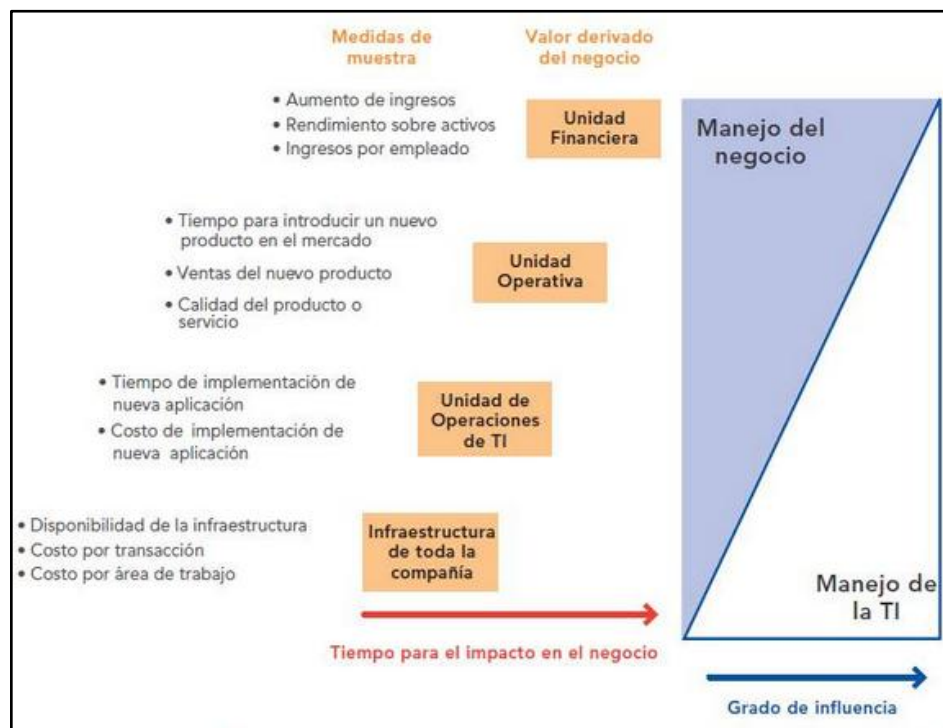 Medidas de
muestra
Valor derivado
del negocio
• Aumento de ingresos
• Rendimiento sobre activos
• Ingresos por empleado
Unidad
Financiera
Manejo del
negocio
• Tiempo para introducir un nuevo
producto en el mercado
• Ventas del nuevo producto
• Calidad del producto o
servicio
Unidad
Operativa
• Tiempo de implementación de
nueva aplicación
• Costo de implementación de
nueva aplicación
Unidad de
Operaciones
de TI
• Disponibilidad de la infraestructura
• Costo por transacción
• Costo por área de trabajo
Infraestructura
de toda la
compañía
Manejo de
la TI
Tiempo para el impacto en el negocio
Grado de influencia